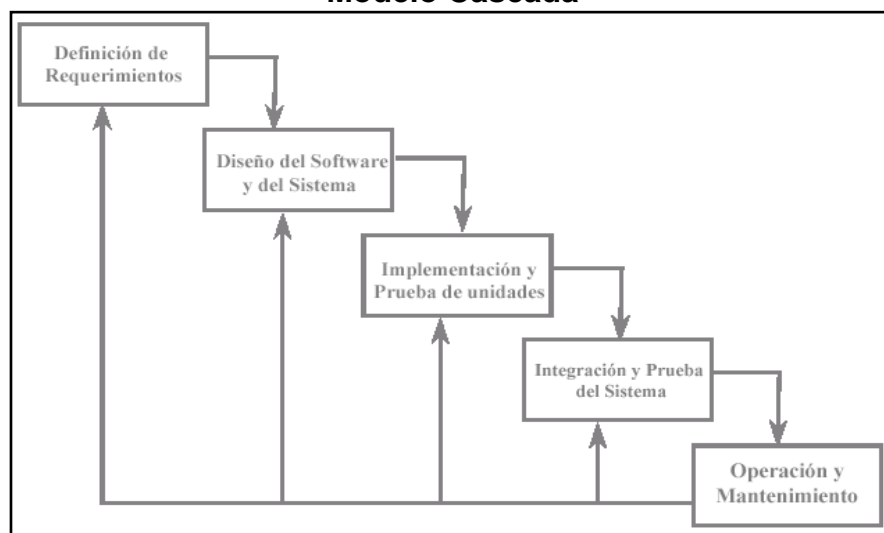 Modelo Cascada
Definición de
Requerimientos
Diseño del Software
y del Sistema
Implementación y
Prueba de unidades
Integración y Prueba
del Sistema
Operación y
Mantenimiento